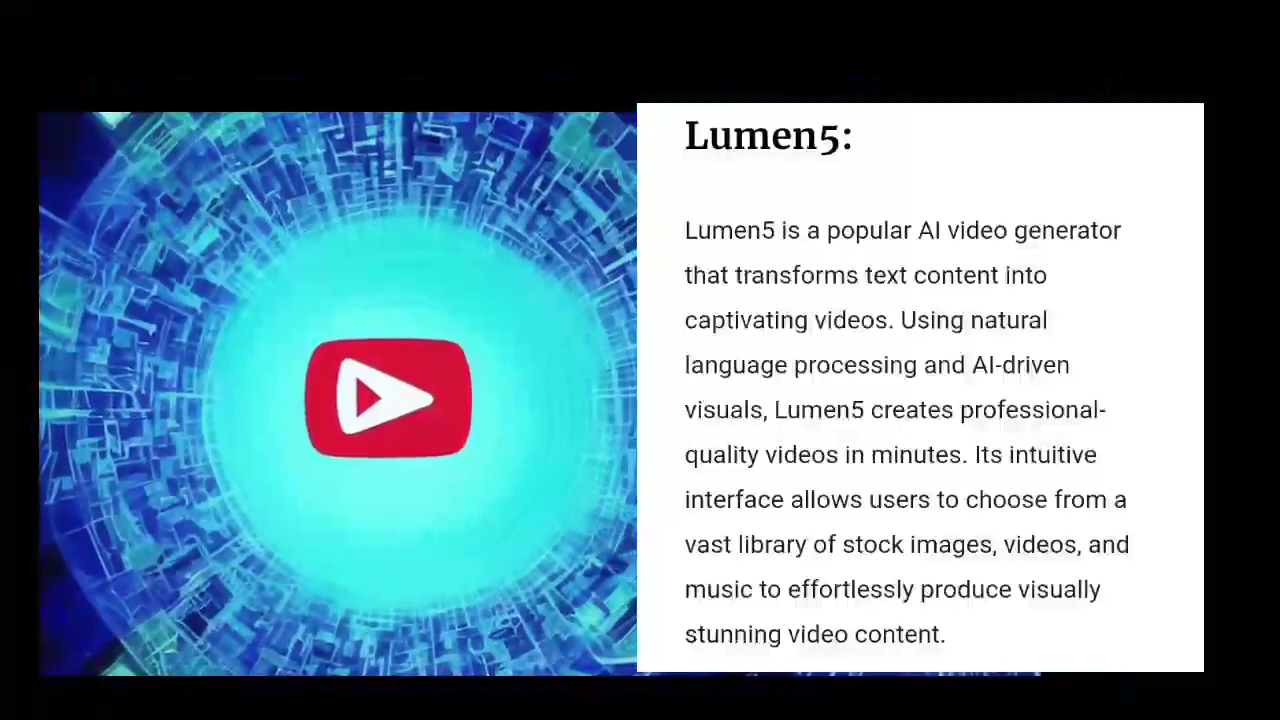 Lumen5:
Lumen5 is a popular AI video generator
that transforms text content into
captivating videos. Using natural
language processing and AI-driven
visuals, Lumen5 creates professional-
quality videos in minutes. Its intuitive
interface allows users to choose from a
vast library of stock images, videos, and
music to effortlessly produce visually
stunning video content.